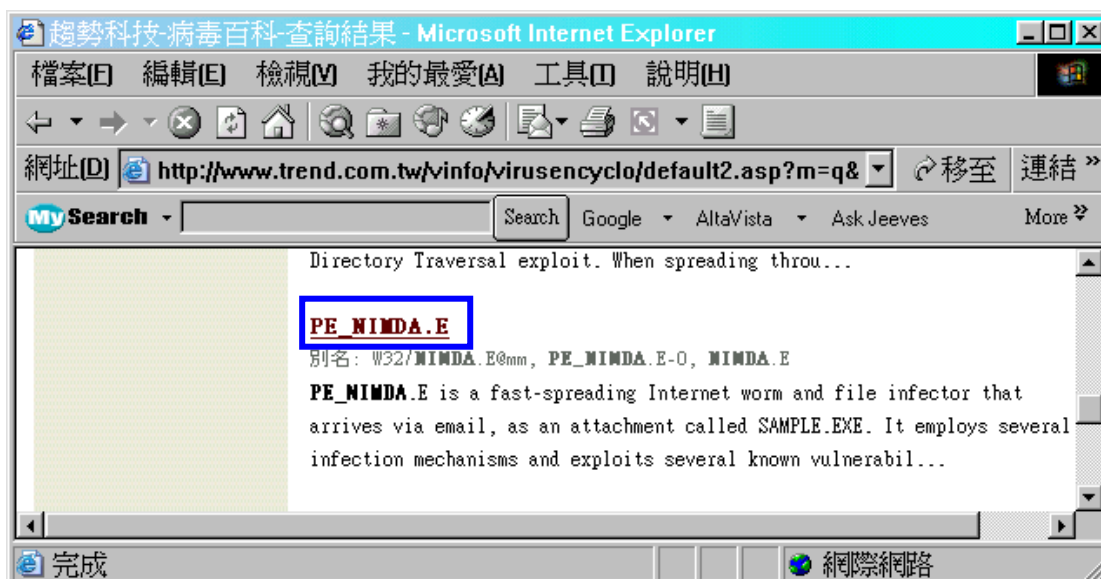 趨勢科技-病毒百科-查詢結果 - Microsoft Internet Explorer
檔案(F) 編輯(E) 檢視(V) 我的最愛(A) 工具(T) 說明(H)
網址(D) http://www.trend.com.tw/vinfo/virusencyclo/default2.asp?m=q& 移至 連結 »
My Search Search Google AltaVista Ask Jeeves More
Directory Traversal exploit. When spreading throu...
PE_NIMDA.E
別名: W32/NIMDA.E@mm, PE_NIMDA.E-O, NIMDA.E
PE_NIMDA.E is a fast-spreading Internet worm and file infector that
arrives via email, as an attachment called SAMPLE.EXE. It employs several
infection mechanisms and exploits several known vulnerabil...
完成 網際網路